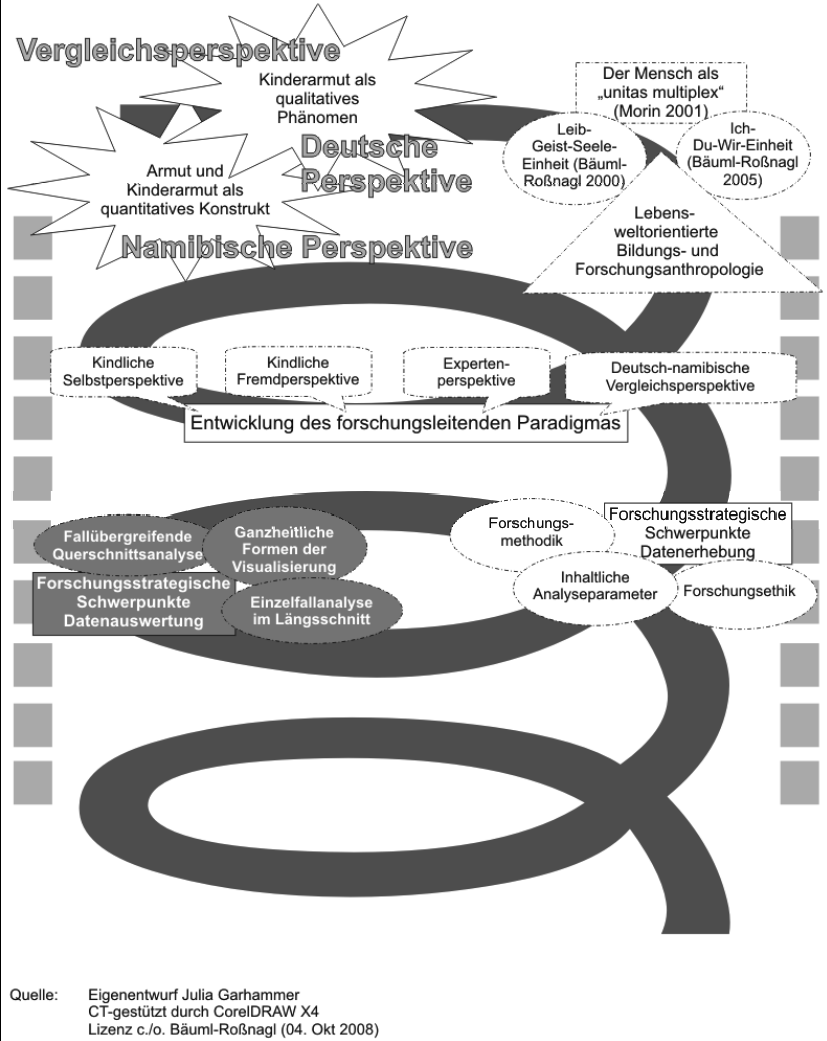 Vergleichsperspektive
Kinderarmut als
qualitatives
Phänomen
Der Mensch als
„unitas multiplex“
(Morin 2001)
Leib-
Geist-Seele-
Einheit (Bäuml-
Roßnagl 2000)
Ich-
Du-Wir-Einheit
(Bäuml-Roßnagl
2005)
Deutsche
Perspektive
Armut und
Kinderarmut als
quantitatives Konstrukt
Namibische Perspektive
Lebens-
weltorientierte
Bildungs- und
Forschungsanthropologie
Kindliche
Selbstperspektive
Kindliche
Fremdperspektive
Experten-
perspektive
Deutsch-namibische
Vergleichsperspektive
Entwicklung des forschungsleitenden Paradigmas
Fallübergreifende
Querschnittsanalyse
Ganzheitliche
Formen der
Visualisierung
Forschungsstrategische
Schwerpunkte
Datenauswertung
Einzelfallanalyse
im Längsschnitt
Forschungs-
methodik
Forschungsstrategische
Schwerpunkte
Datenerhebung
Inhaltliche
Analyseparameter
Forschungsethik
Quelle: Eigenentwurf Julia Garhammer
CT-gestützt durch CorelDRAW X4
Lizenz c./o. Bäuml-Roßnagl (04. Okt 2008)